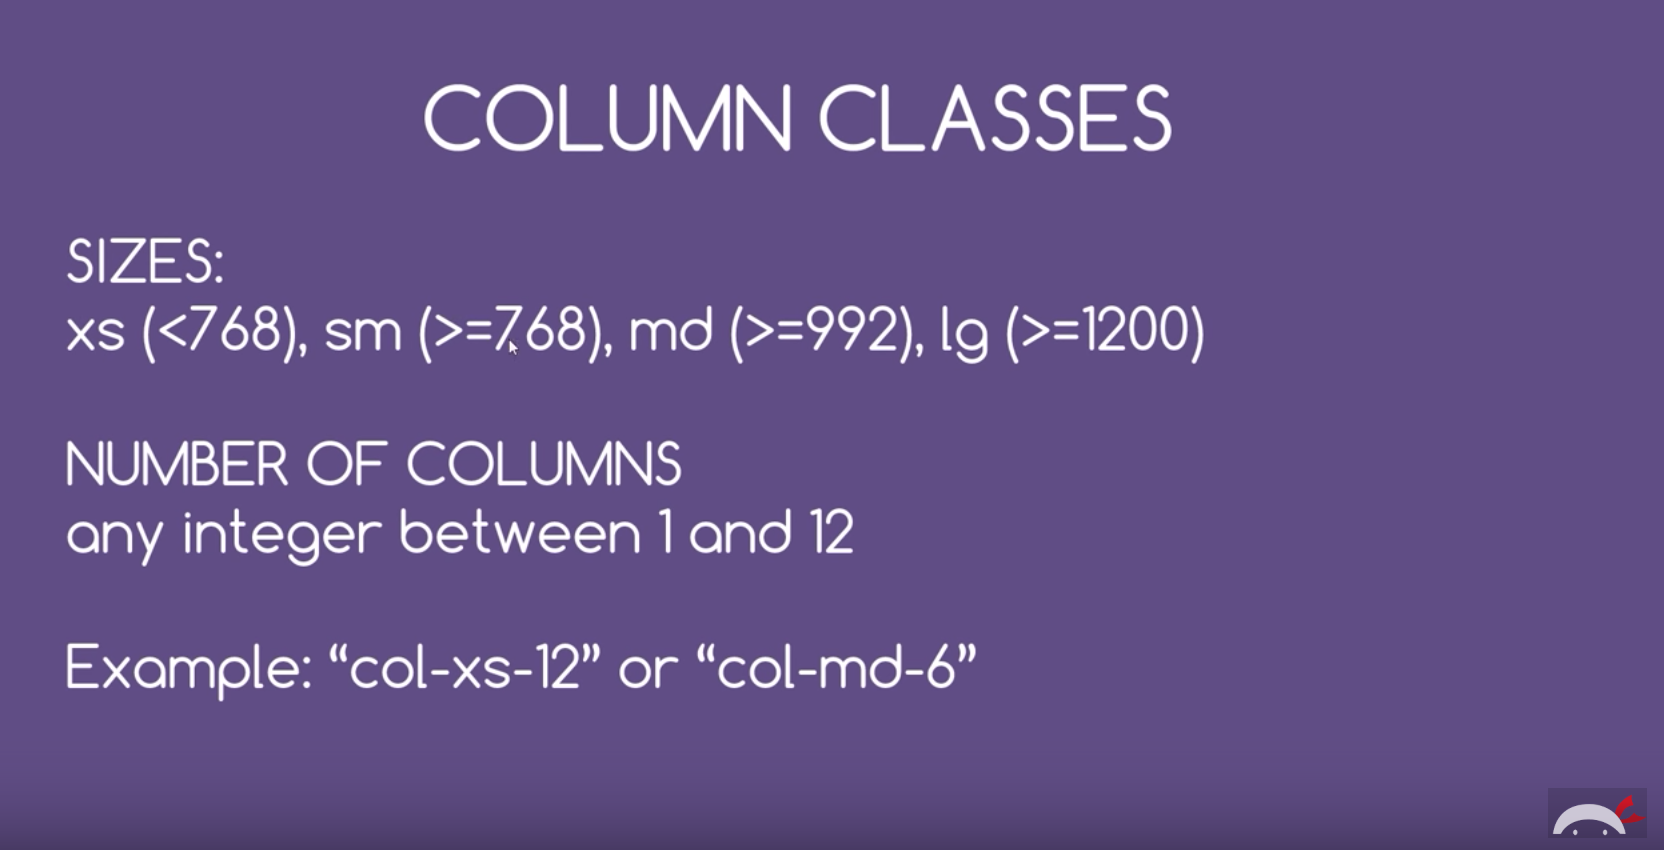 COLUMN CLASSES
SIZES:
xs (<768), sm (>=768), md (>=992), lg (>=1200)
NUMBER OF COLUMNS
any integer between 1 and 12
Example: “col-xs-12” or “col-md-6”